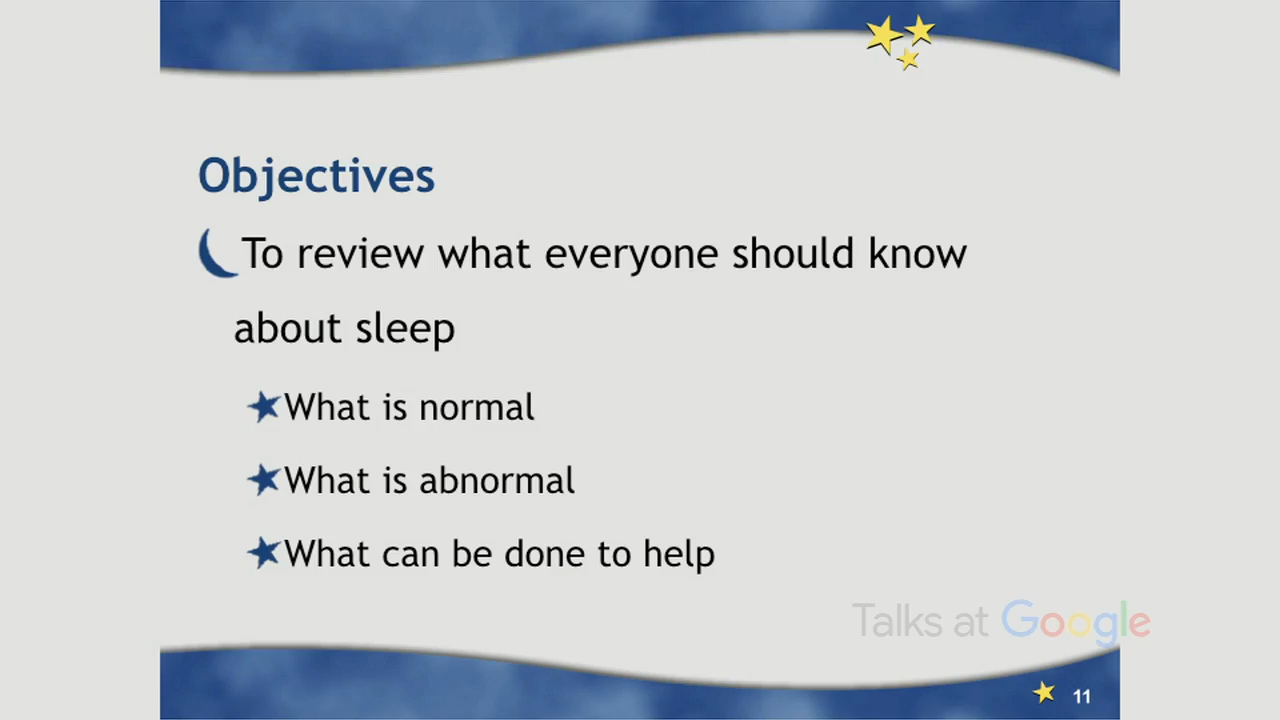 Objectives
To review what everyone should know
about sleep
What is normal
What is abnormal
What can be done to help
Talks at Google
11